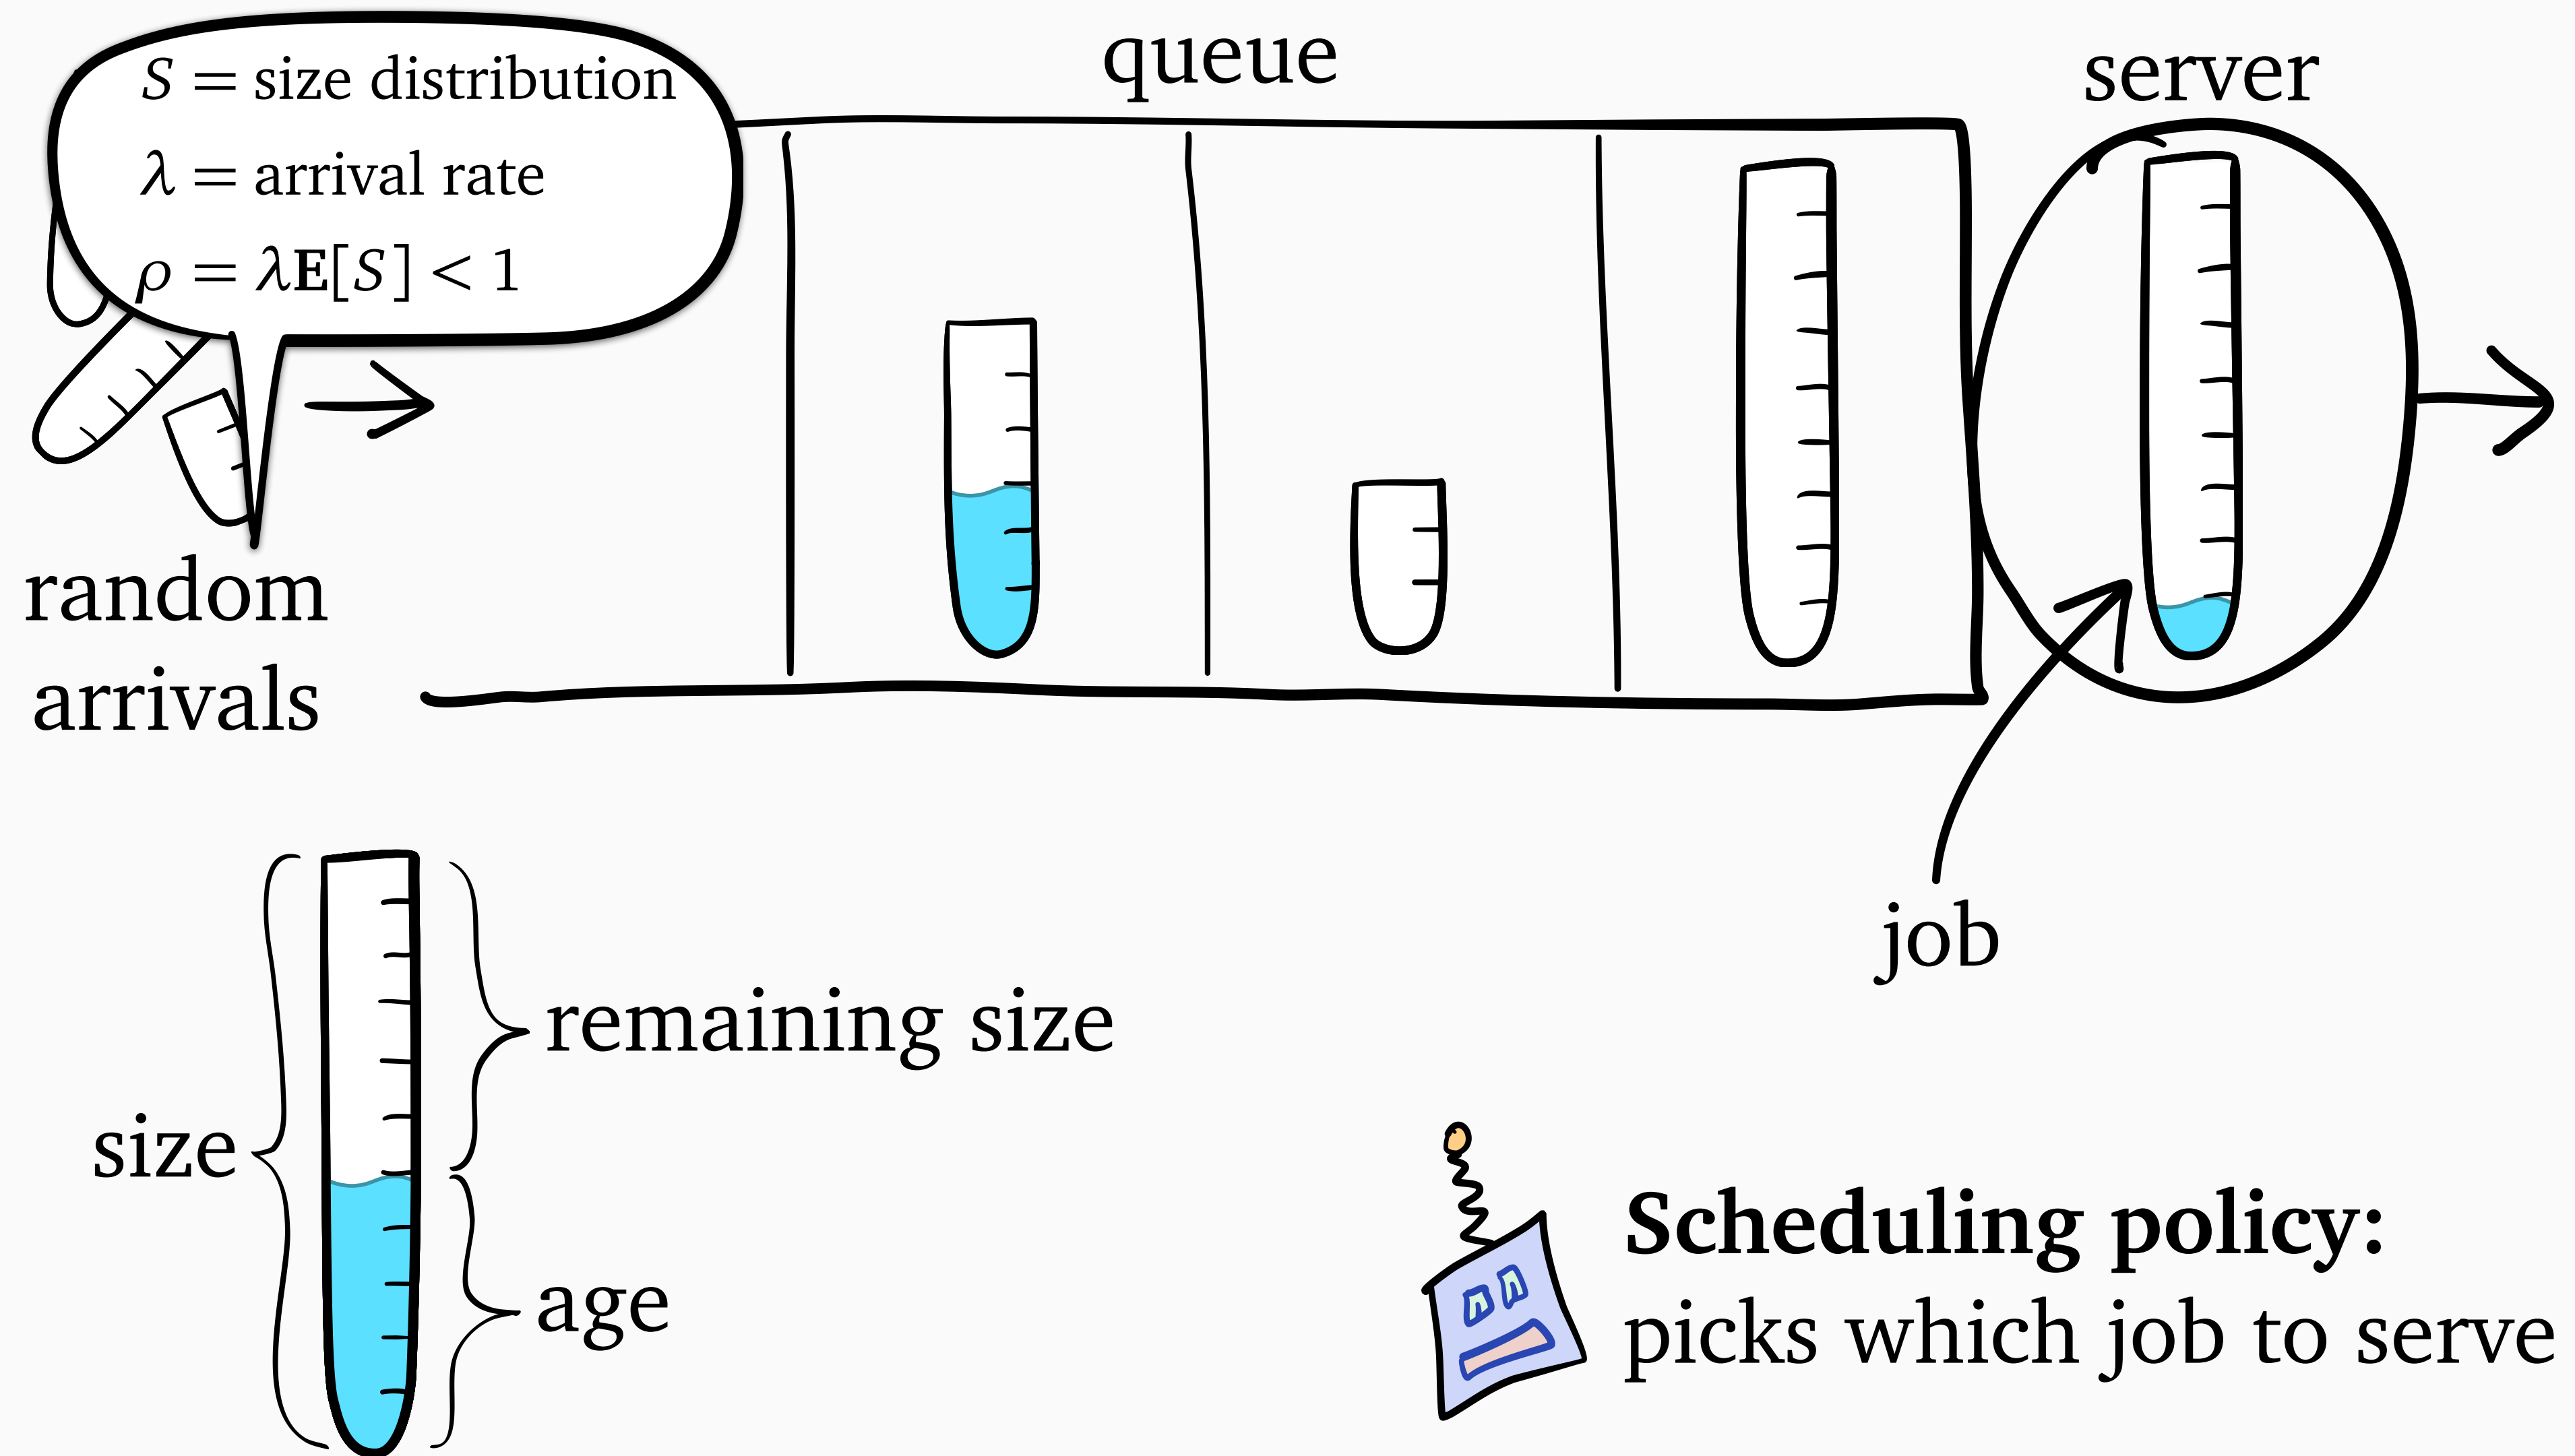 S = size distribution
λ = arrival rate
ρ = λE[S] < 1
queue
server
random
arrivals
job
remaining size
size
age
Scheduling policy:
picks which job to serve